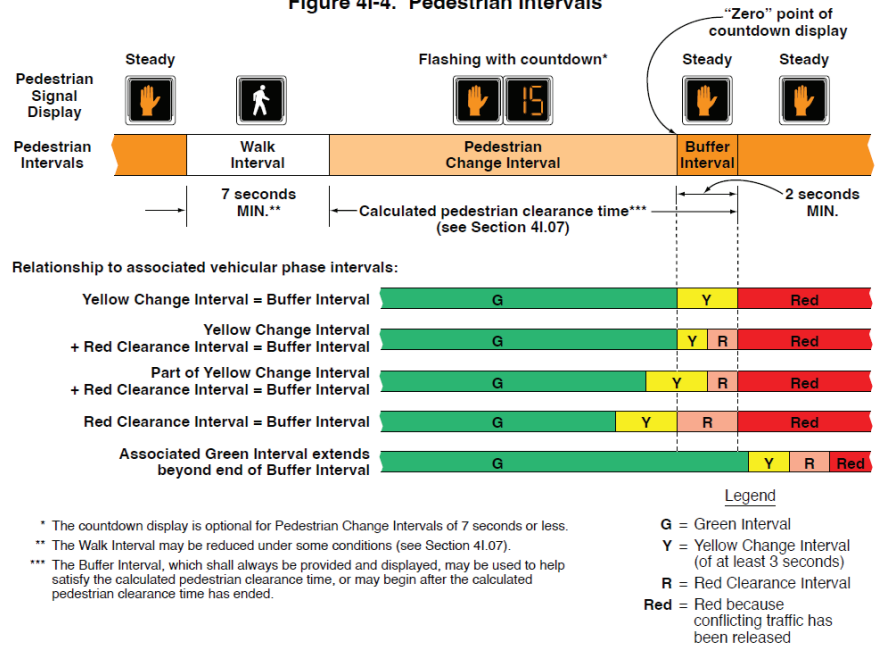 Figure 4I-4. Pedestrian Intervals
“Zero” point of
countdown display
Steady
Flashing with countdown*
Steady
Steady
Pedestrian
Signal
Display
15
Pedestrian
Intervals
Walk
Interval
Pedestrian
Change Interval
Buffer
Interval
7 seconds
MIN.**
Calculated pedestrian clearance time***
(see Section 4I.07)
2 seconds
MIN.
Relationship to associated vehicular phase intervals:
Yellow Change Interval = Buffer Interval
G Y Red
Yellow Change Interval
+ Red Clearance Interval = Buffer Interval
G Y R Red
Part of Yellow Change Interval
+ Red Clearance Interval = Buffer Interval
G Y R Red
Red Clearance Interval = Buffer Interval
G Y R Red
Associated Green Interval extends
beyond end of Buffer Interval
G Y R Red
* The countdown display is optional for Pedestrian Change Intervals of 7 seconds or less.
** The Walk Interval may be reduced under some conditions (see Section 4I.07).
*** The Buffer Interval, which shall always be provided and displayed, may be used to help
satisfy the calculated pedestrian clearance time, or may begin after the calculated
pedestrian clearance time has ended.
Legend
G = Green Interval
Y = Yellow Change Interval
(of at least 3 seconds)
R = Red Clearance Interval
Red = Red because
conflicting traffic has
been released